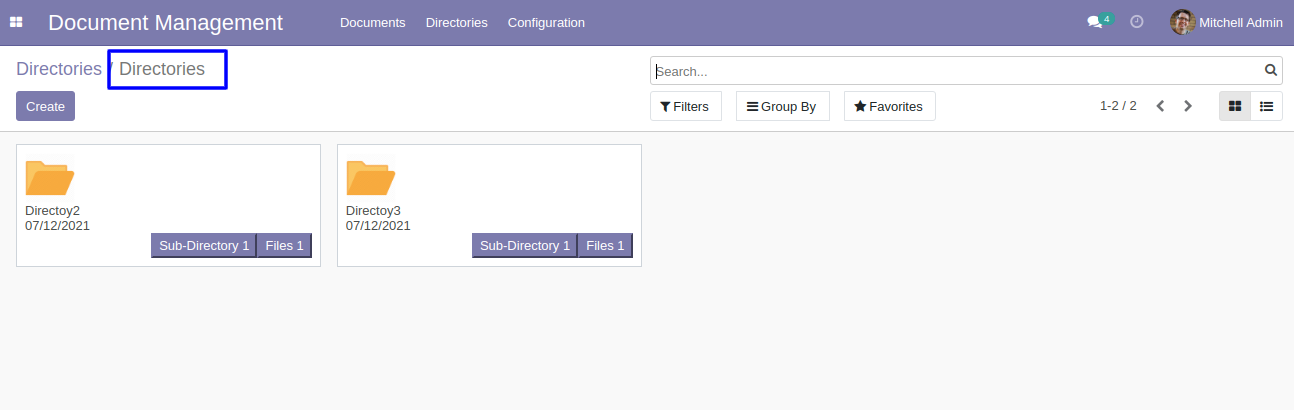 Document Management Documents Directories Configuration 4 Mitchell Admin
Directories / Directories
Search...
Create
Filters Group By Favorites 1-2 / 2
Directoy2
07/12/2021
Sub-Directory 1 Files 1
Directoy3
07/12/2021
Sub-Directory 1 Files 1